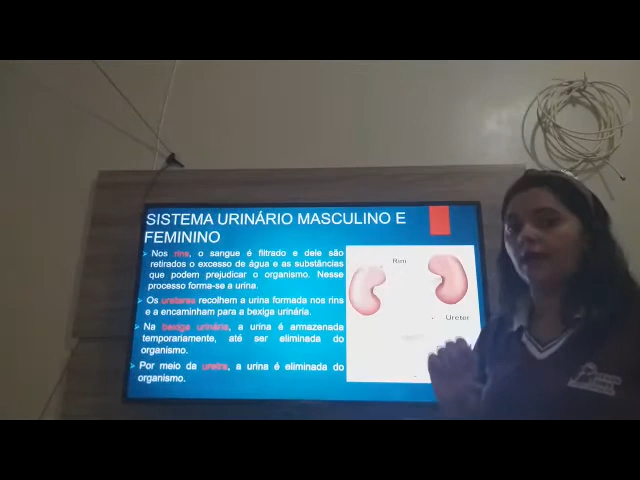 SISTEMA URINÁRIO MASCULINO E
FEMININO
Nos rins, o sangue é filtrado e dele são
retirados o excesso de água e as substâncias
que podem prejudicar o organismo. Nesse
processo forma-se a urina.
Os ureteres recolhem a urina formada nos rins
e a encaminham para a bexiga urinária.
Na bexiga urinária, a urina é armazenada
temporariamente, até ser eliminada do
organismo.
Por meio da uretra, a urina é eliminada do
organismo.
Rim
Ureter